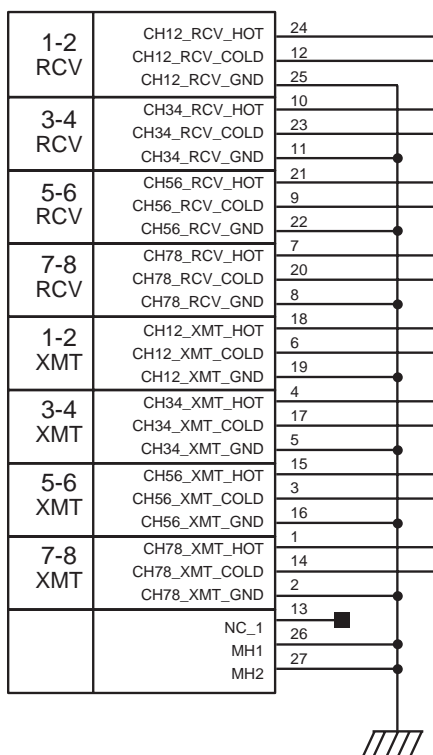 1-2
RCV
CH12_RCV_HOT 24
CH12_RCV_COLD 12
CH12_RCV_GND 25
3-4
RCV
CH34_RCV_HOT 10
CH34_RCV_COLD 23
CH34_RCV_GND 11
5-6
RCV
CH56_RCV_HOT 21
CH56_RCV_COLD 9
CH56_RCV_GND 22
7-8
RCV
CH78_RCV_HOT 7
CH78_RCV_COLD 20
CH78_RCV_GND 8
1-2
XMT
CH12_XMT_HOT 18
CH12_XMT_COLD 6
CH12_XMT_GND 19
3-4
XMT
CH34_XMT_HOT 4
CH34_XMT_COLD 17
CH34_XMT_GND 5
5-6
XMT
CH56_XMT_HOT 15
CH56_XMT_COLD 3
CH56_XMT_GND 16
7-8
XMT
CH78_XMT_HOT 1
CH78_XMT_COLD 14
CH78_XMT_GND 2
NC_1 13
MH1 26
MH2 27